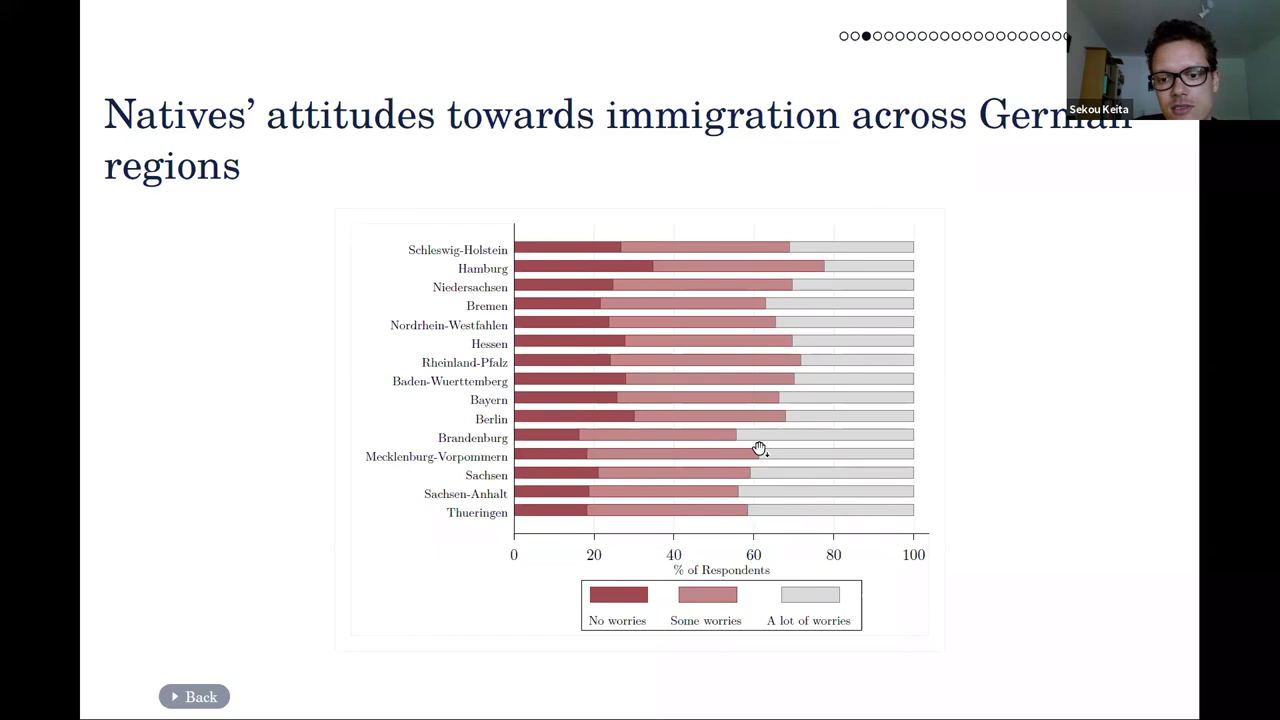 Sekou Keita
Natives’ attitudes towards immigration across German
regions
Schleswig-Holstein
Hamburg
Niedersachsen
Bremen
Nordrhein-Westfahlen
Hessen
Rheinland-Pfalz
Baden-Wuerttemberg
Bayern
Berlin
Brandenburg
Mecklenburg-Vorpommern
Sachsen
Sachsen-Anhalt
Thueringen
0 20 40 60 80 100
% of Respondents
No worries Some worries A lot of worries
Back